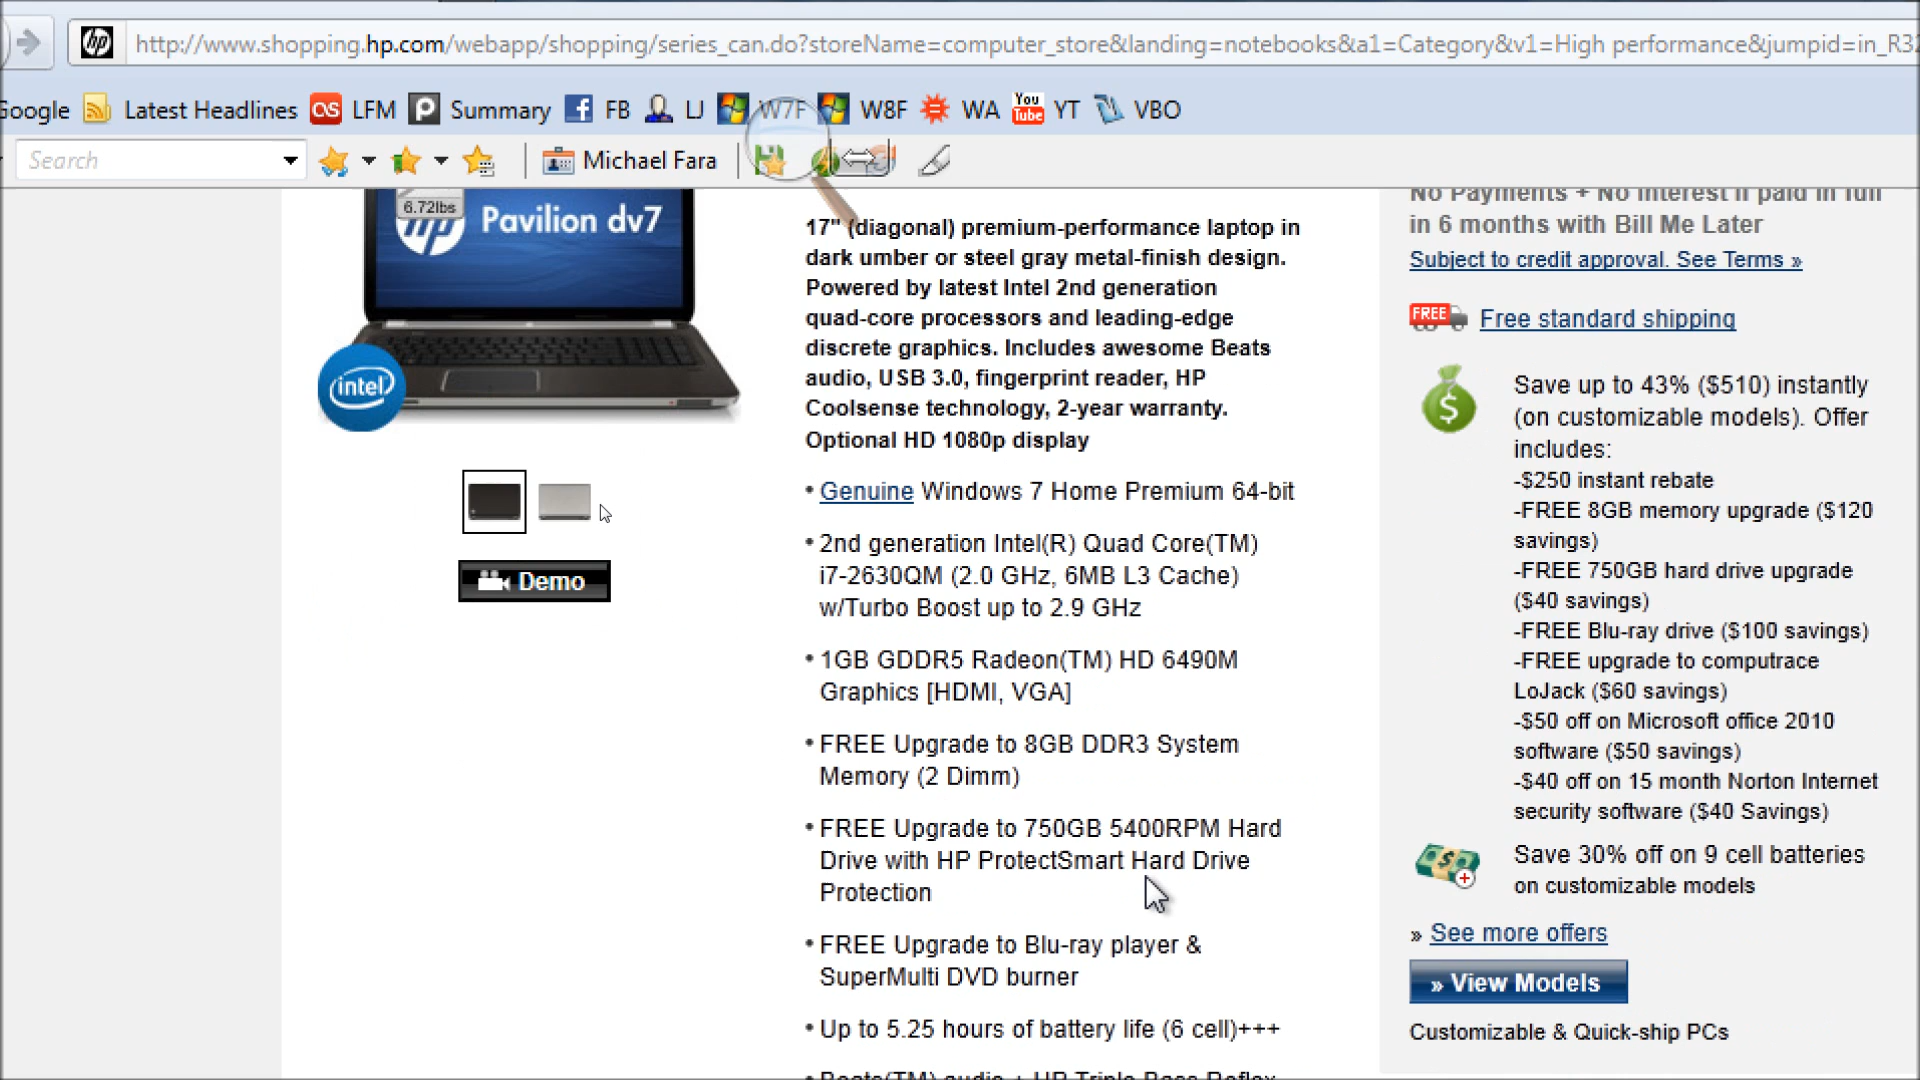 http://www.shopping.hp.com/webapp/shopping/series_can.do?storeName=computer_store&landing=notebooks&a1=Category&v1=High performance&jumpid=in_R32
Google Latest Headlines LFM Summary FB LJ W7F W8F WA You Tube YT VBO
Search Michael Fara
6.72lbs
hp Pavilion dv7
intel
Demo
17" (diagonal) premium-performance laptop in
dark umber or steel gray metal-finish design.
Powered by latest Intel 2nd generation
quad-core processors and leading-edge
discrete graphics. Includes awesome Beats
audio, USB 3.0, fingerprint reader, HP
Coolsense technology, 2-year warranty.
Optional HD 1080p display
• Genuine Windows 7 Home Premium 64-bit
• 2nd generation Intel(R) Quad Core(TM)
i7-2630QM (2.0 GHz, 6MB L3 Cache)
w/Turbo Boost up to 2.9 GHz
• 1GB GDDR5 Radeon(TM) HD 6490M
Graphics [HDMI, VGA]
• FREE Upgrade to 8GB DDR3 System
Memory (2 Dimm)
• FREE Upgrade to 750GB 5400RPM Hard
Drive with HP ProtectSmart Hard Drive
Protection
• FREE Upgrade to Blu-ray player &
SuperMulti DVD burner
• Up to 5.25 hours of battery life (6 cell)+++
• Beats(TM) audio + HP Triple Bass Reflex
No Payments + No Interest if paid in full
in 6 months with Bill Me Later
Subject to credit approval. See Terms »
FREE Free standard shipping
Save up to 43% ($510) instantly
(on customizable models). Offer
includes:
-$250 instant rebate
-FREE 8GB memory upgrade ($120
savings)
-FREE 750GB hard drive upgrade
($40 savings)
-FREE Blu-ray drive ($100 savings)
-FREE upgrade to computrace
LoJack ($60 savings)
-$50 off on Microsoft office 2010
software ($50 savings)
-$40 off on 15 month Norton Internet
security software ($40 Savings)
Save 30% off on 9 cell batteries
on customizable models
» See more offers
» View Models
Customizable & Quick-ship PCs